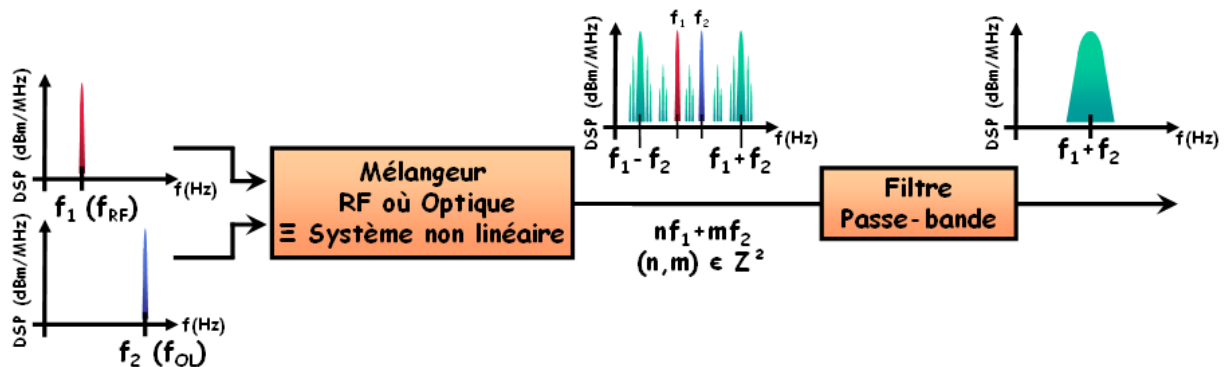 DSP (dBm/MHz)
f(Hz)
f₁ (f_RF)
DSP (dBm/MHz)
f(Hz)
f₂ (f_OL)
Mélangeur
RF où Optique
Ξ Système non linéaire
f₁ f₂
DSP (dBm/MHz)
f(Hz)
f₁ - f₂ f₁+f₂
nf₁+mf₂
(n,m) ϵ Z²
Filtre
Passe-bande
DSP (dBm/MHz)
f(Hz)
f₁+f₂